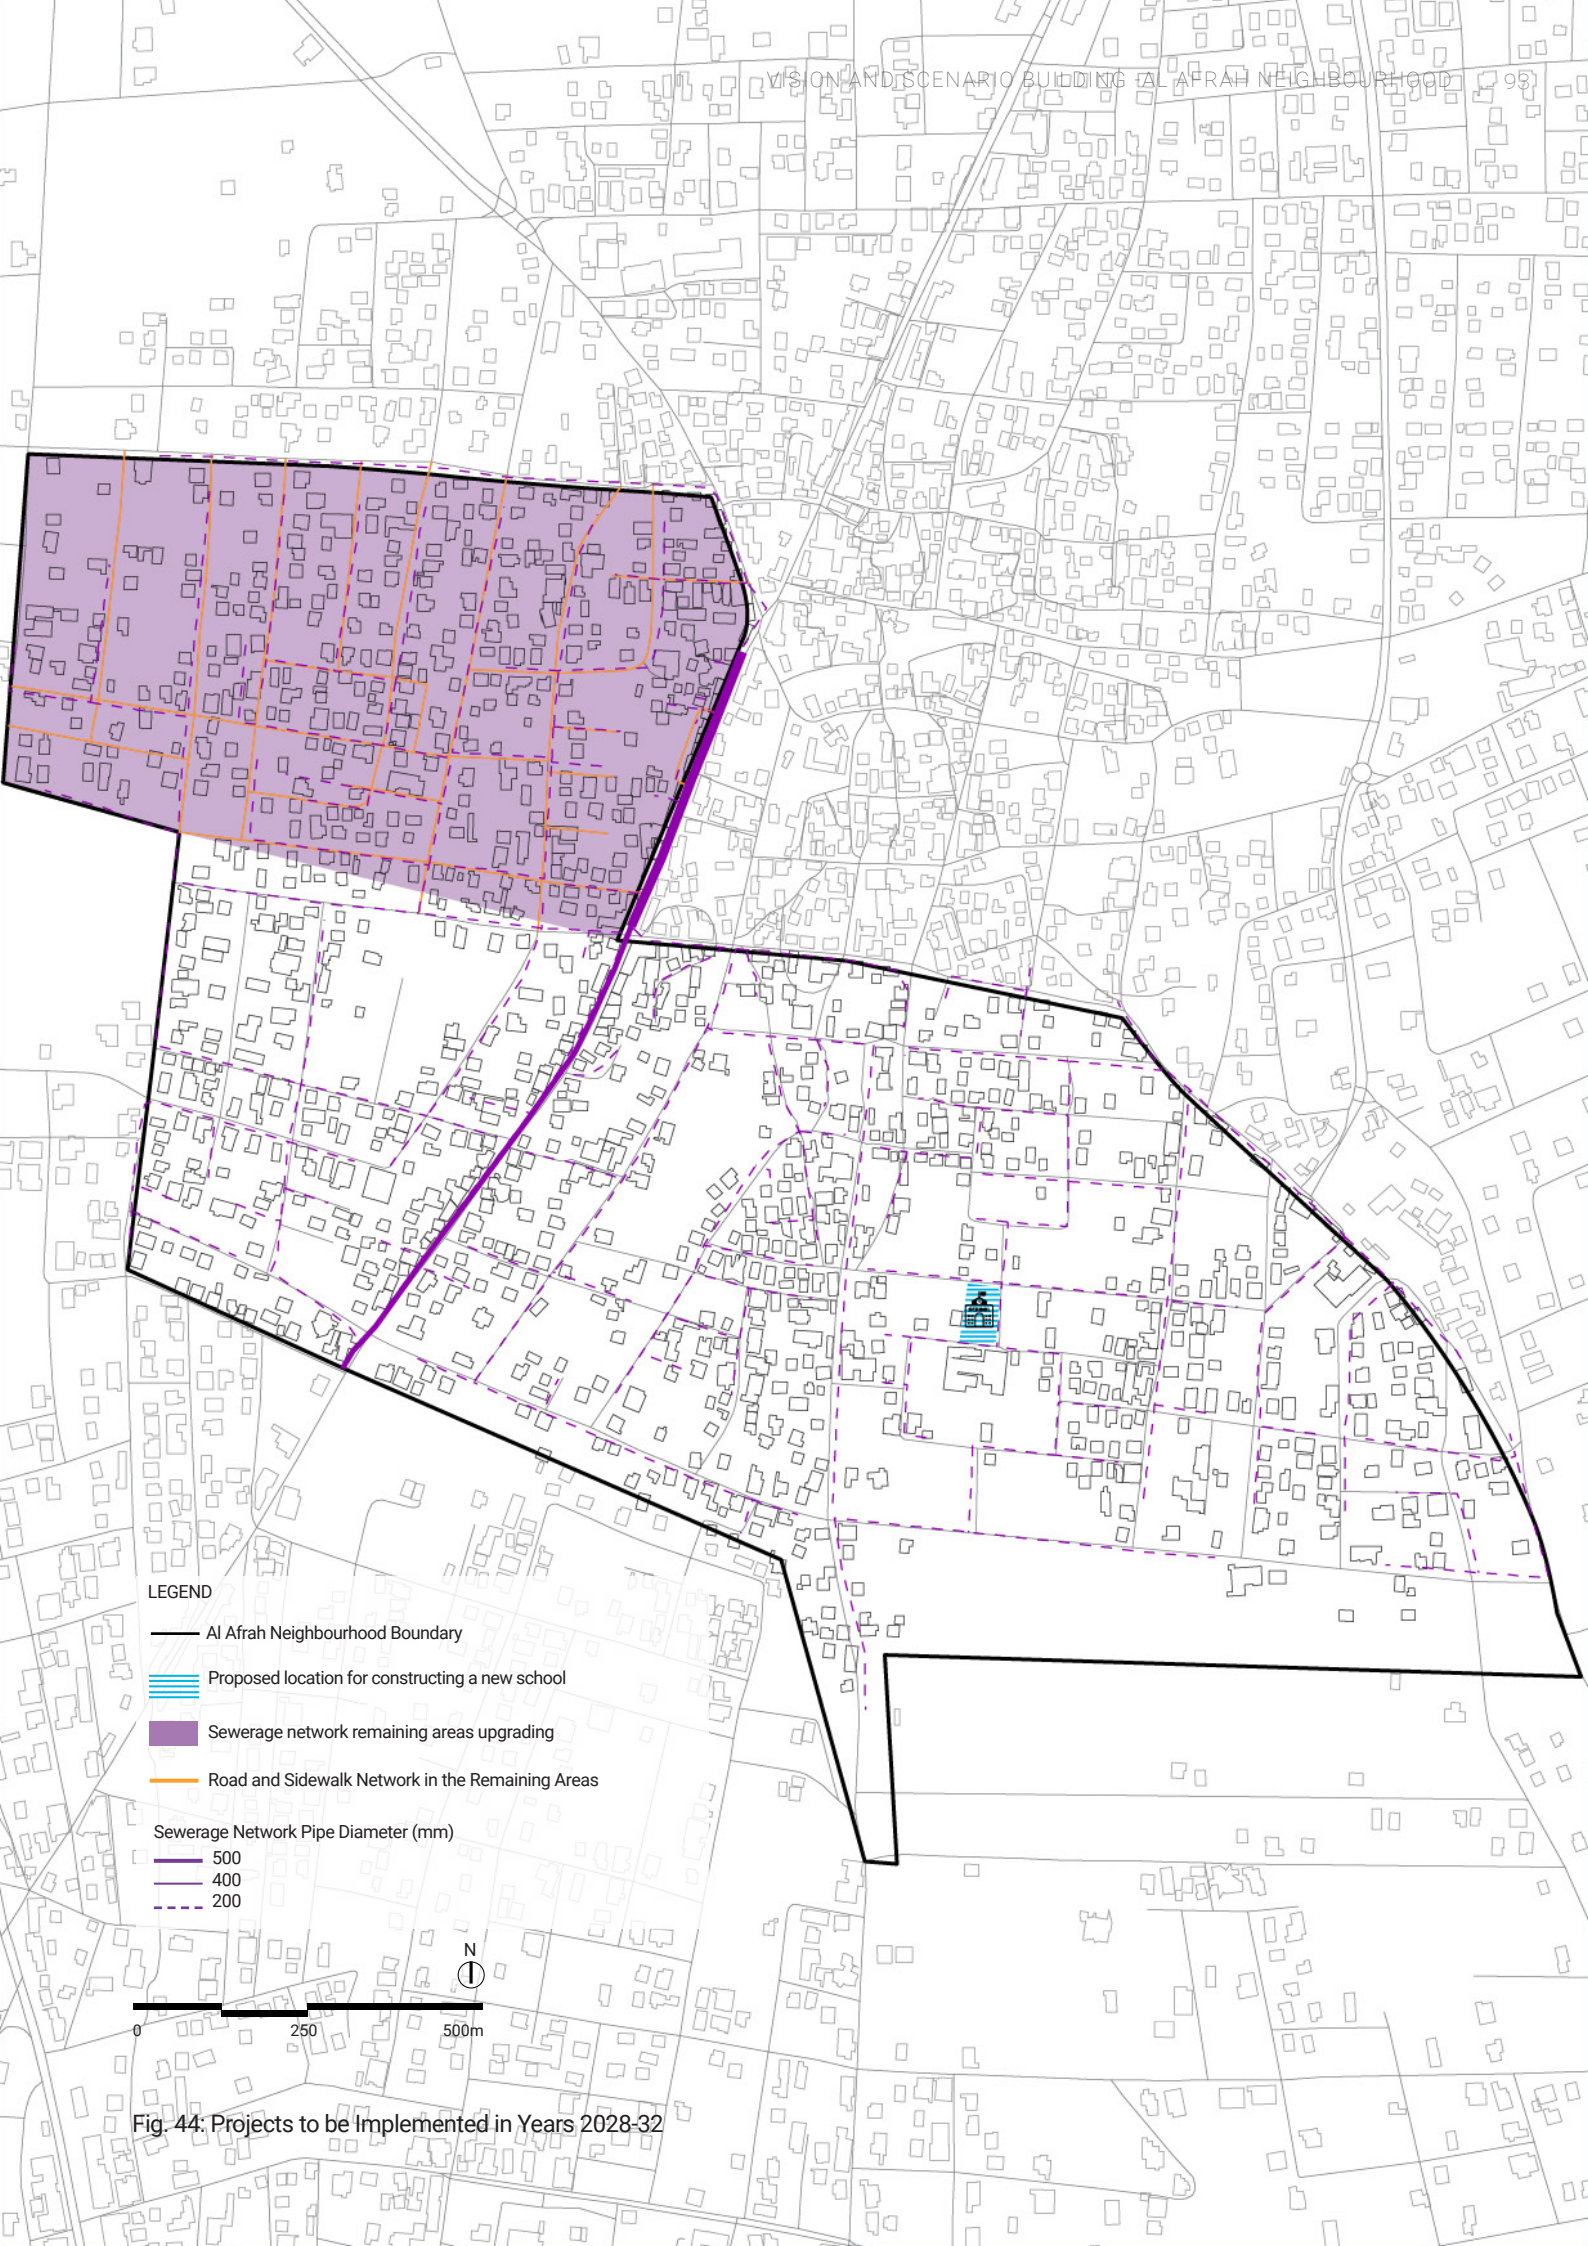 VISION AND SCENARIO BUILDING -AL AFRAH NEIGHBOURHOOD 93
LEGEND
Al Afrah Neighbourhood Boundary
Proposed location for constructing a new school
Sewerage network remaining areas upgrading
Road and Sidewalk Network in the Remaining Areas
Sewerage Network Pipe Diameter (mm)
500
400
200
N
0 250 500m
Fig. 44: Projects to be Implemented in Years 2028-32